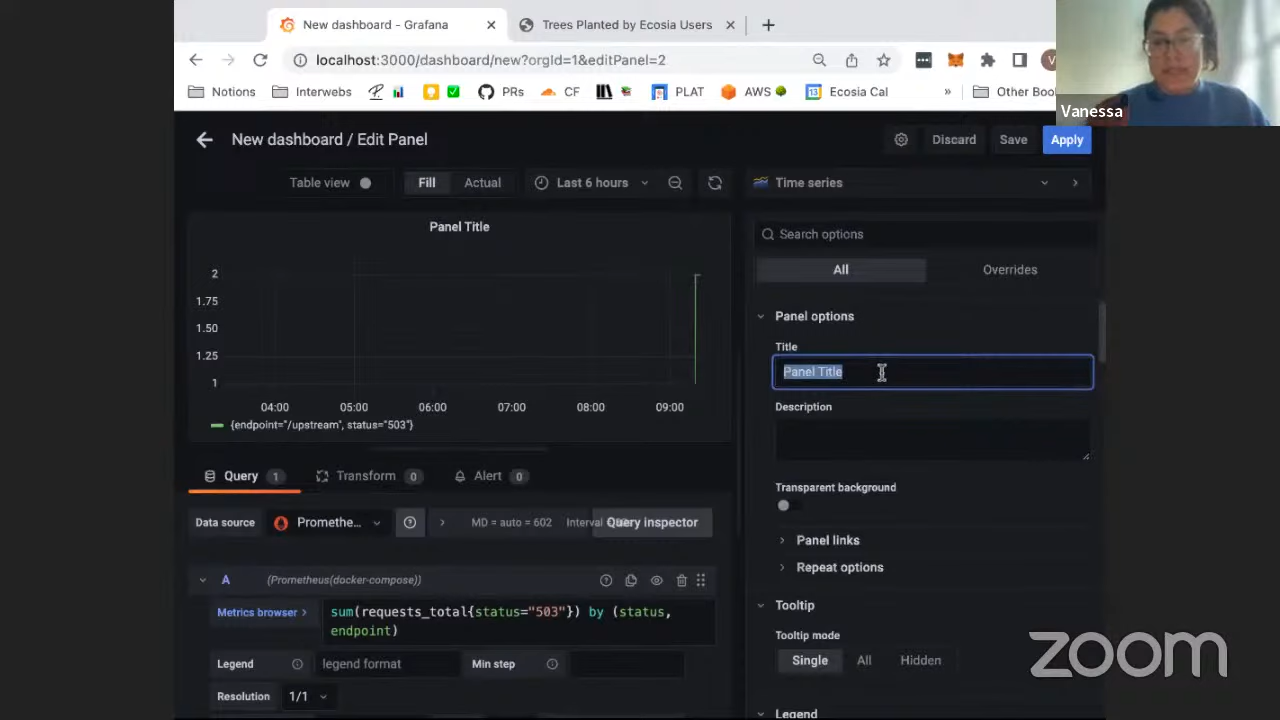 New dashboard - Grafana
Trees Planted by Ecosia Users
localhost:3000/dashboard/new?orgId=1&editPanel=2
Notions
Interwebs
PRs
CF
PLAT
AWS
13
Ecosia Cal
»
Other Boo
Vanessa
New dashboard / Edit Panel
Discard
Save
Apply
Table view
Fill
Actual
Last 6 hours
Time series
Panel Title
2
1.75
1.50
1.25
1
04:00
05:00
06:00
07:00
08:00
09:00
{endpoint="/upstream", status="503"}
Search options
All
Overrides
Panel options
Title
Panel Title
Description
Transparent background
Panel links
Repeat options
Tooltip
Tooltip mode
Single
All
Hidden
Legend
Query 1
Transform 0
Alert 0
Data source
Promethe...
MD = auto = 602
Interval
Query inspector
A
(Prometheus(docker-compose))
Metrics browser >
sum(requests_total{status="503"}) by (status,
endpoint)
Legend
legend format
Min step
Resolution
1/1
zoom